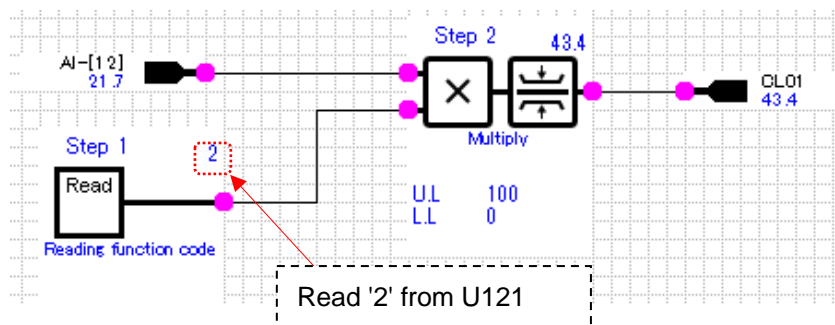 Step 2
43.4
AI-[12]
21.7
×
CLO1
43.4
Multiply
Step 1
2
Read
U.L 100
L.L 0
Reading function code
Read '2' from U121